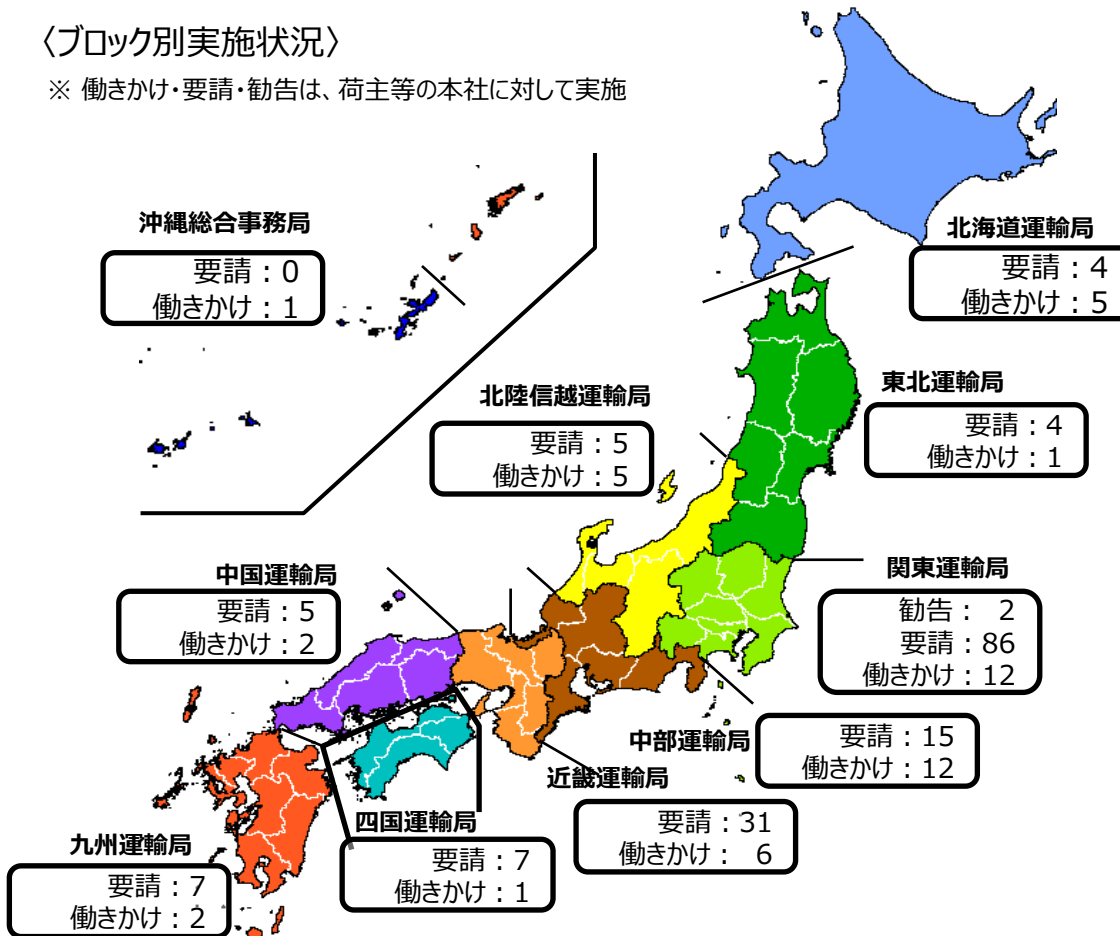 〈ブロック別実施状況〉
※ 働きかけ・要請・勧告は、荷主等の本社に対して実施
沖縄総合事務局
要請：0
働きかけ：1
北海道運輸局
要請：4
働きかけ：5
東北運輸局
要請：4
働きかけ：1
北陸信越運輸局
要請：5
働きかけ：5
関東運輸局
勧告： 2
要請：86
働きかけ：12
中国運輸局
要請：5
働きかけ：2
中部運輸局
要請：15
働きかけ：12
近畿運輸局
要請：31
働きかけ： 6
四国運輸局
要請：7
働きかけ：1
九州運輸局
要請：7
働きかけ：2